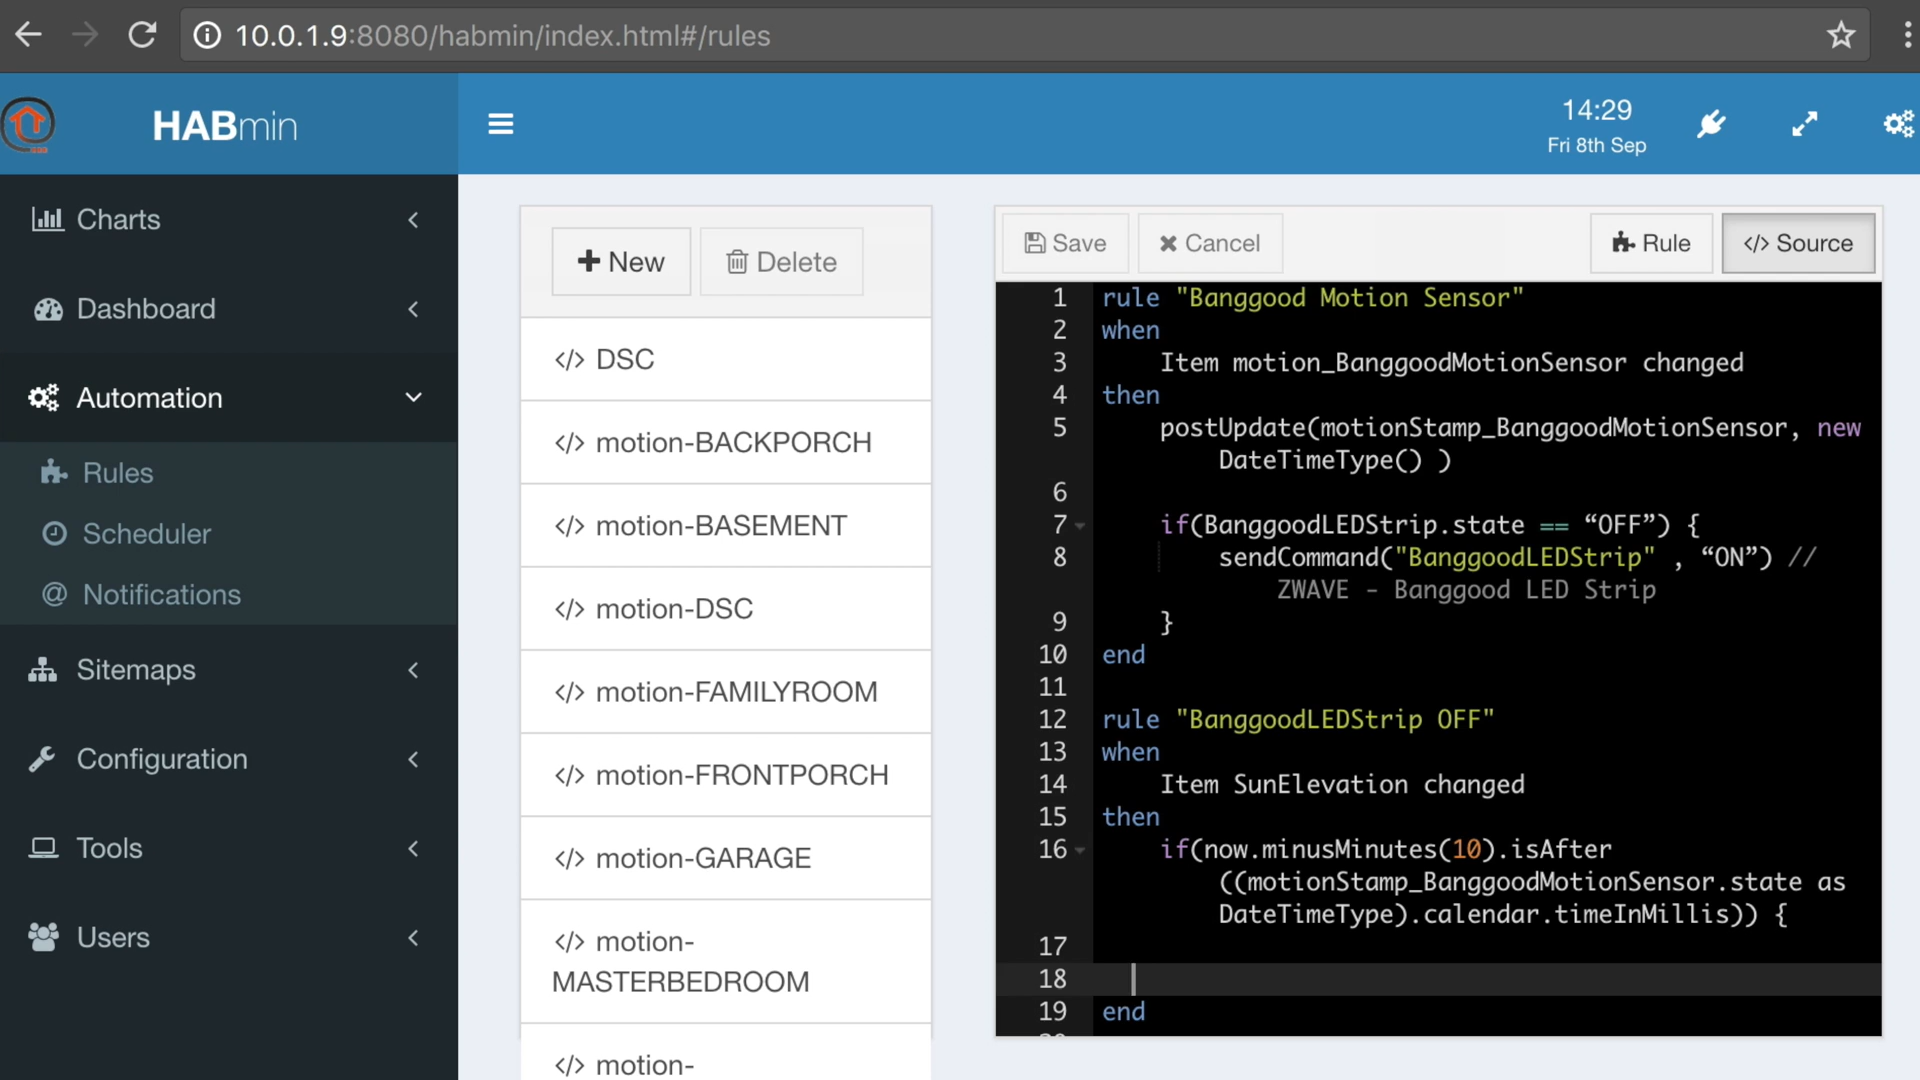 10.0.1.9:8080/habmin/index.html#/rules
HABmin
14:29
Fri 8th Sep
Charts
Dashboard
Automation
Rules
Scheduler
@ Notifications
Sitemaps
Configuration
Tools
Users
+ New
Delete
</> DSC
</> motion-BACKPORCH
</> motion-BASEMENT
</> motion-DSC
</> motion-FAMILYROOM
</> motion-FRONTPORCH
</> motion-GARAGE
</> motion-
MASTERBEDROOM
</> motion-
Save
Cancel
Rule
</> Source
1 rule "Banggood Motion Sensor"
2 when
3 Item motion_BanggoodMotionSensor changed
4 then
5 postUpdate(motionStamp_BanggoodMotionSensor, new
DateTimeType() )
6
7 if(BanggoodLEDStrip.state == “OFF”) {
8 sendCommand("BanggoodLEDStrip" , “ON”) //
ZWAVE - Banggood LED Strip
9 }
10 end
11
12 rule "BanggoodLEDStrip OFF"
13 when
14 Item SunElevation changed
15 then
16 if(now.minusMinutes(10).isAfter
((motionStamp_BanggoodMotionSensor.state as
DateTimeType).calendar.timeInMillis)) {
17
18
19 end